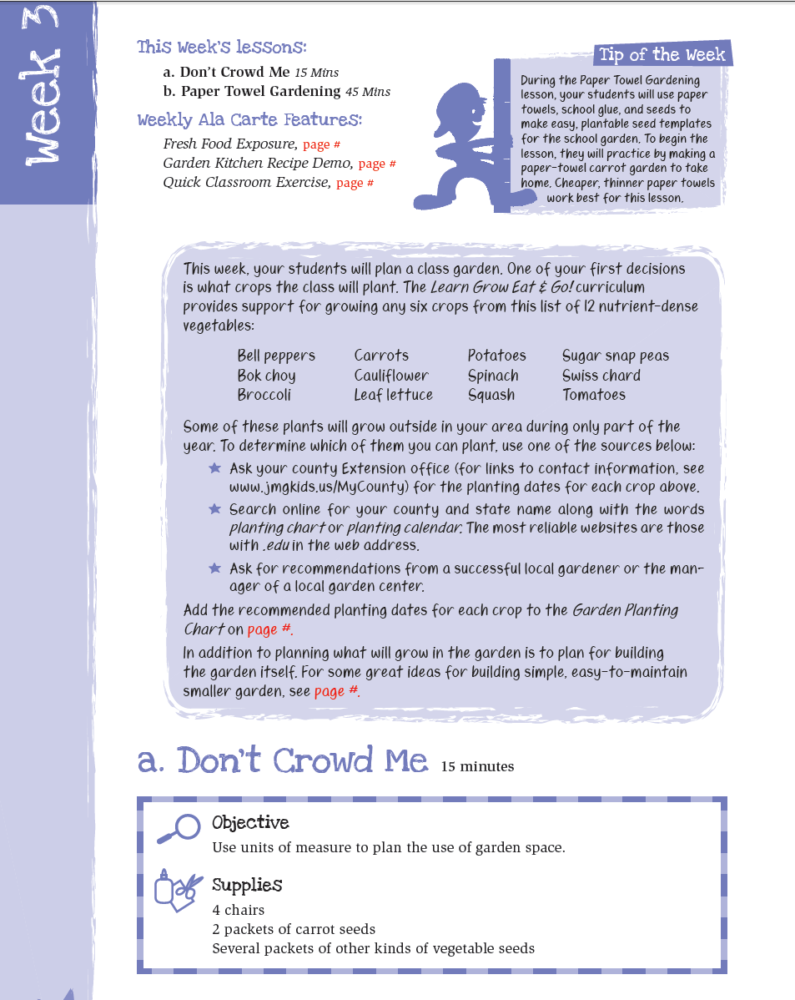 Week 3
This Week's lessons:
a. Don't Crowd Me 15 Mins
b. Paper Towel Gardening 45 Mins
Weekly Ala Carte Features:
Fresh Food Exposure, page #
Garden Kitchen Recipe Demo, page #
Quick Classroom Exercise, page #
Tip of the Week
During the Paper Towel Gardening
lesson, your students will use paper
towels, school glue, and seeds to
make easy, plantable seed templates
for the school garden. To begin the
lesson, they will practice by making a
paper-towel carrot garden to take
home. Cheaper, thinner paper towels
work best for this lesson.
This week, your students will plan a class garden. One of your first decisions
is what crops the class will plant. The Learn Grow Eat & Go! curriculum
provides support for growing any six crops from this list of 12 nutrient-dense
vegetables:
Bell peppers Carrots Potatoes Sugar snap peas
Bok choy Cauliflower Spinach Swiss chard
Broccoli Leaf lettuce Squash Tomatoes
Some of these plants will grow outside in your area during only part of the
year. To determine which of them you can plant, use one of the sources below:
Ask your county Extension office (for links to contact information, see
www.jmgkids.us/MyCounty) for the planting dates for each crop above.
Search online for your county and state name along with the words
planting chart or planting calendar. The most reliable websites are those
with .edu in the web address.
Ask for recommendations from a successful local gardener or the man-
ager of a local garden center.
Add the recommended planting dates for each crop to the Garden Planting
Chart on page #.
In addition to planning what will grow in the garden is to plan for building
the garden itself. For some great ideas for building simple, easy-to-maintain
smaller garden, see page #.
a. Don't Crowd Me 15 minutes
Objective
Use units of measure to plan the use of garden space.
Supplies
4 chairs
2 packets of carrot seeds
Several packets of other kinds of vegetable seeds